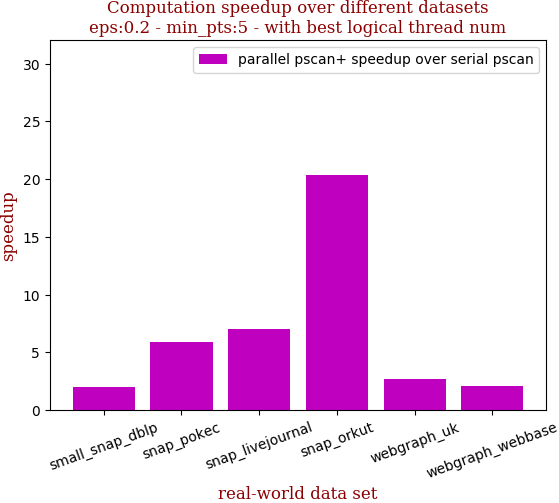 Computation speedup over different datasets
eps:0.2 - min_pts:5 - with best logical thread num
parallel pscan+ speedup over serial pscan
speedup
30
25
20
15
10
5
0
small_snap_dblp
snap_pokec
snap_livejournal
snap_orkut
webgraph_uk
webgraph_webbase
real-world data set